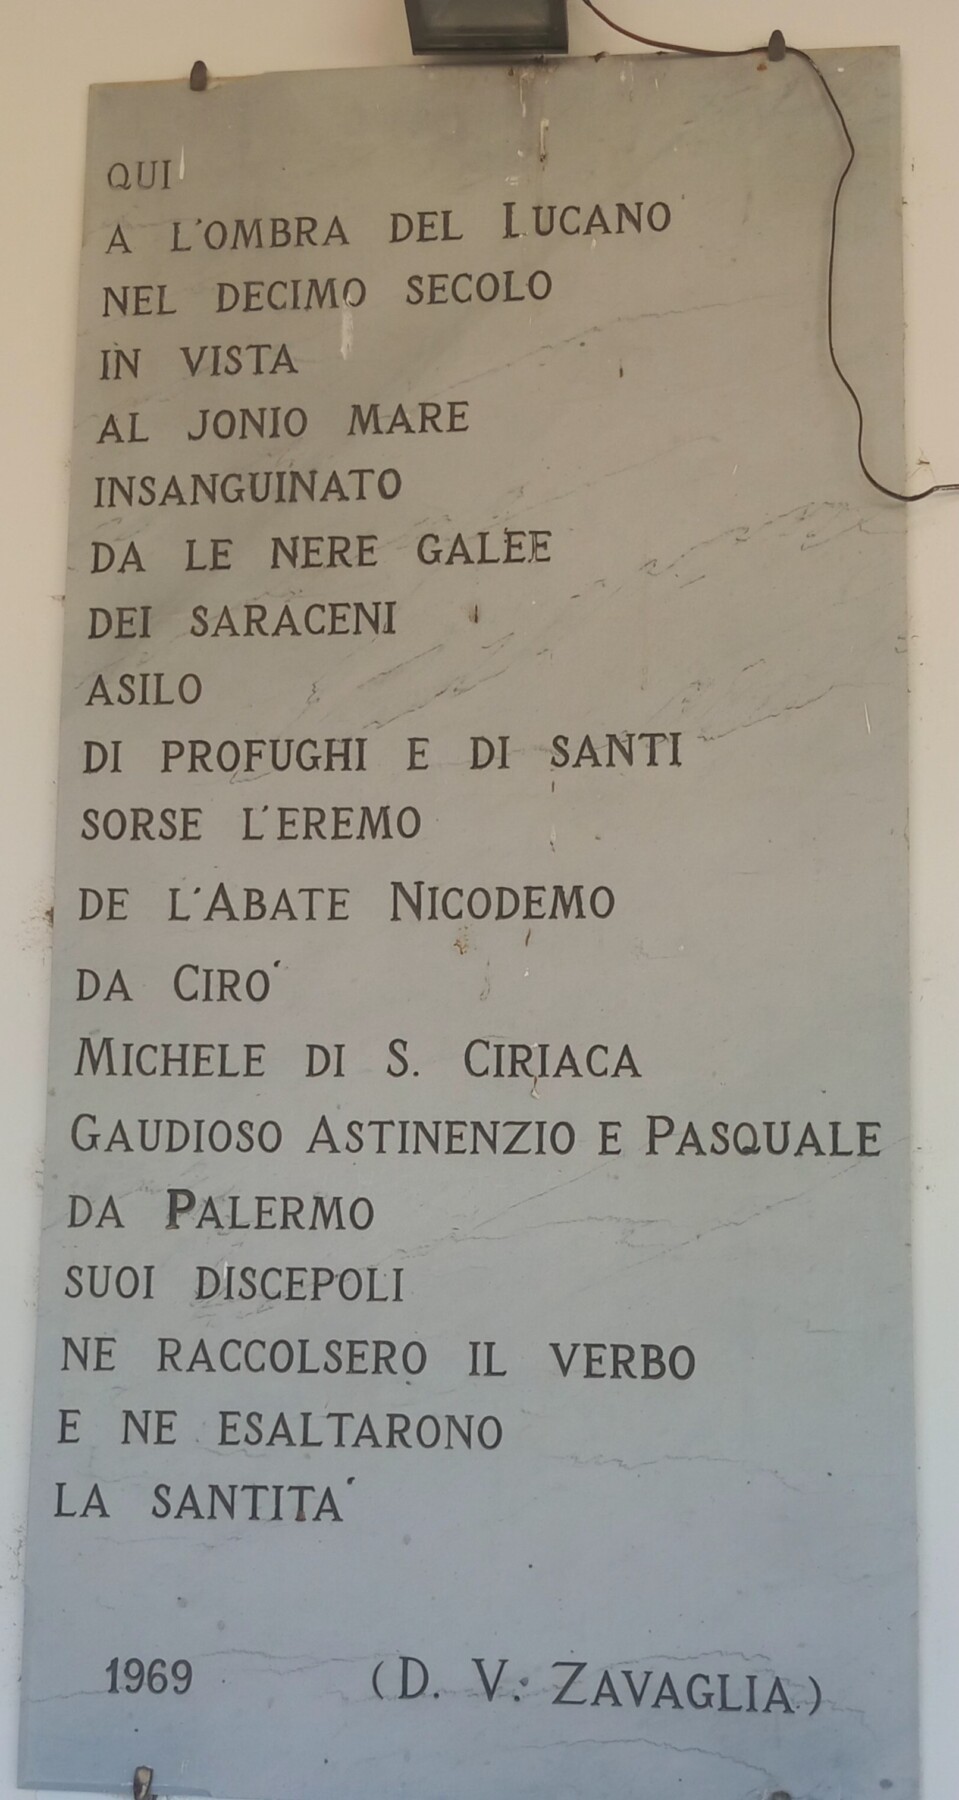 QUI
A L'OMBRA DEL LUCANO
NEL DECIMO SECOLO
IN VISTA
AL JONIO MARE
INSANGUINATO
DA LE NERE GALEE
DEI SARACENI
ASILO
DI PROFUGHI E DI SANTI
SORSE L'EREMO
DE L'ABATE NICODEMO
DA CIRO'
MICHELE DI S. CIRIACA
GAUDIOSO ASTINENZIO E PASQUALE
DA PALERMO
SUOI DISCEPOLI
NE RACCOLSERO IL VERBO
E NE ESALTARONO
LA SANTITA'
1969 (D. V. ZAVAGLIA)